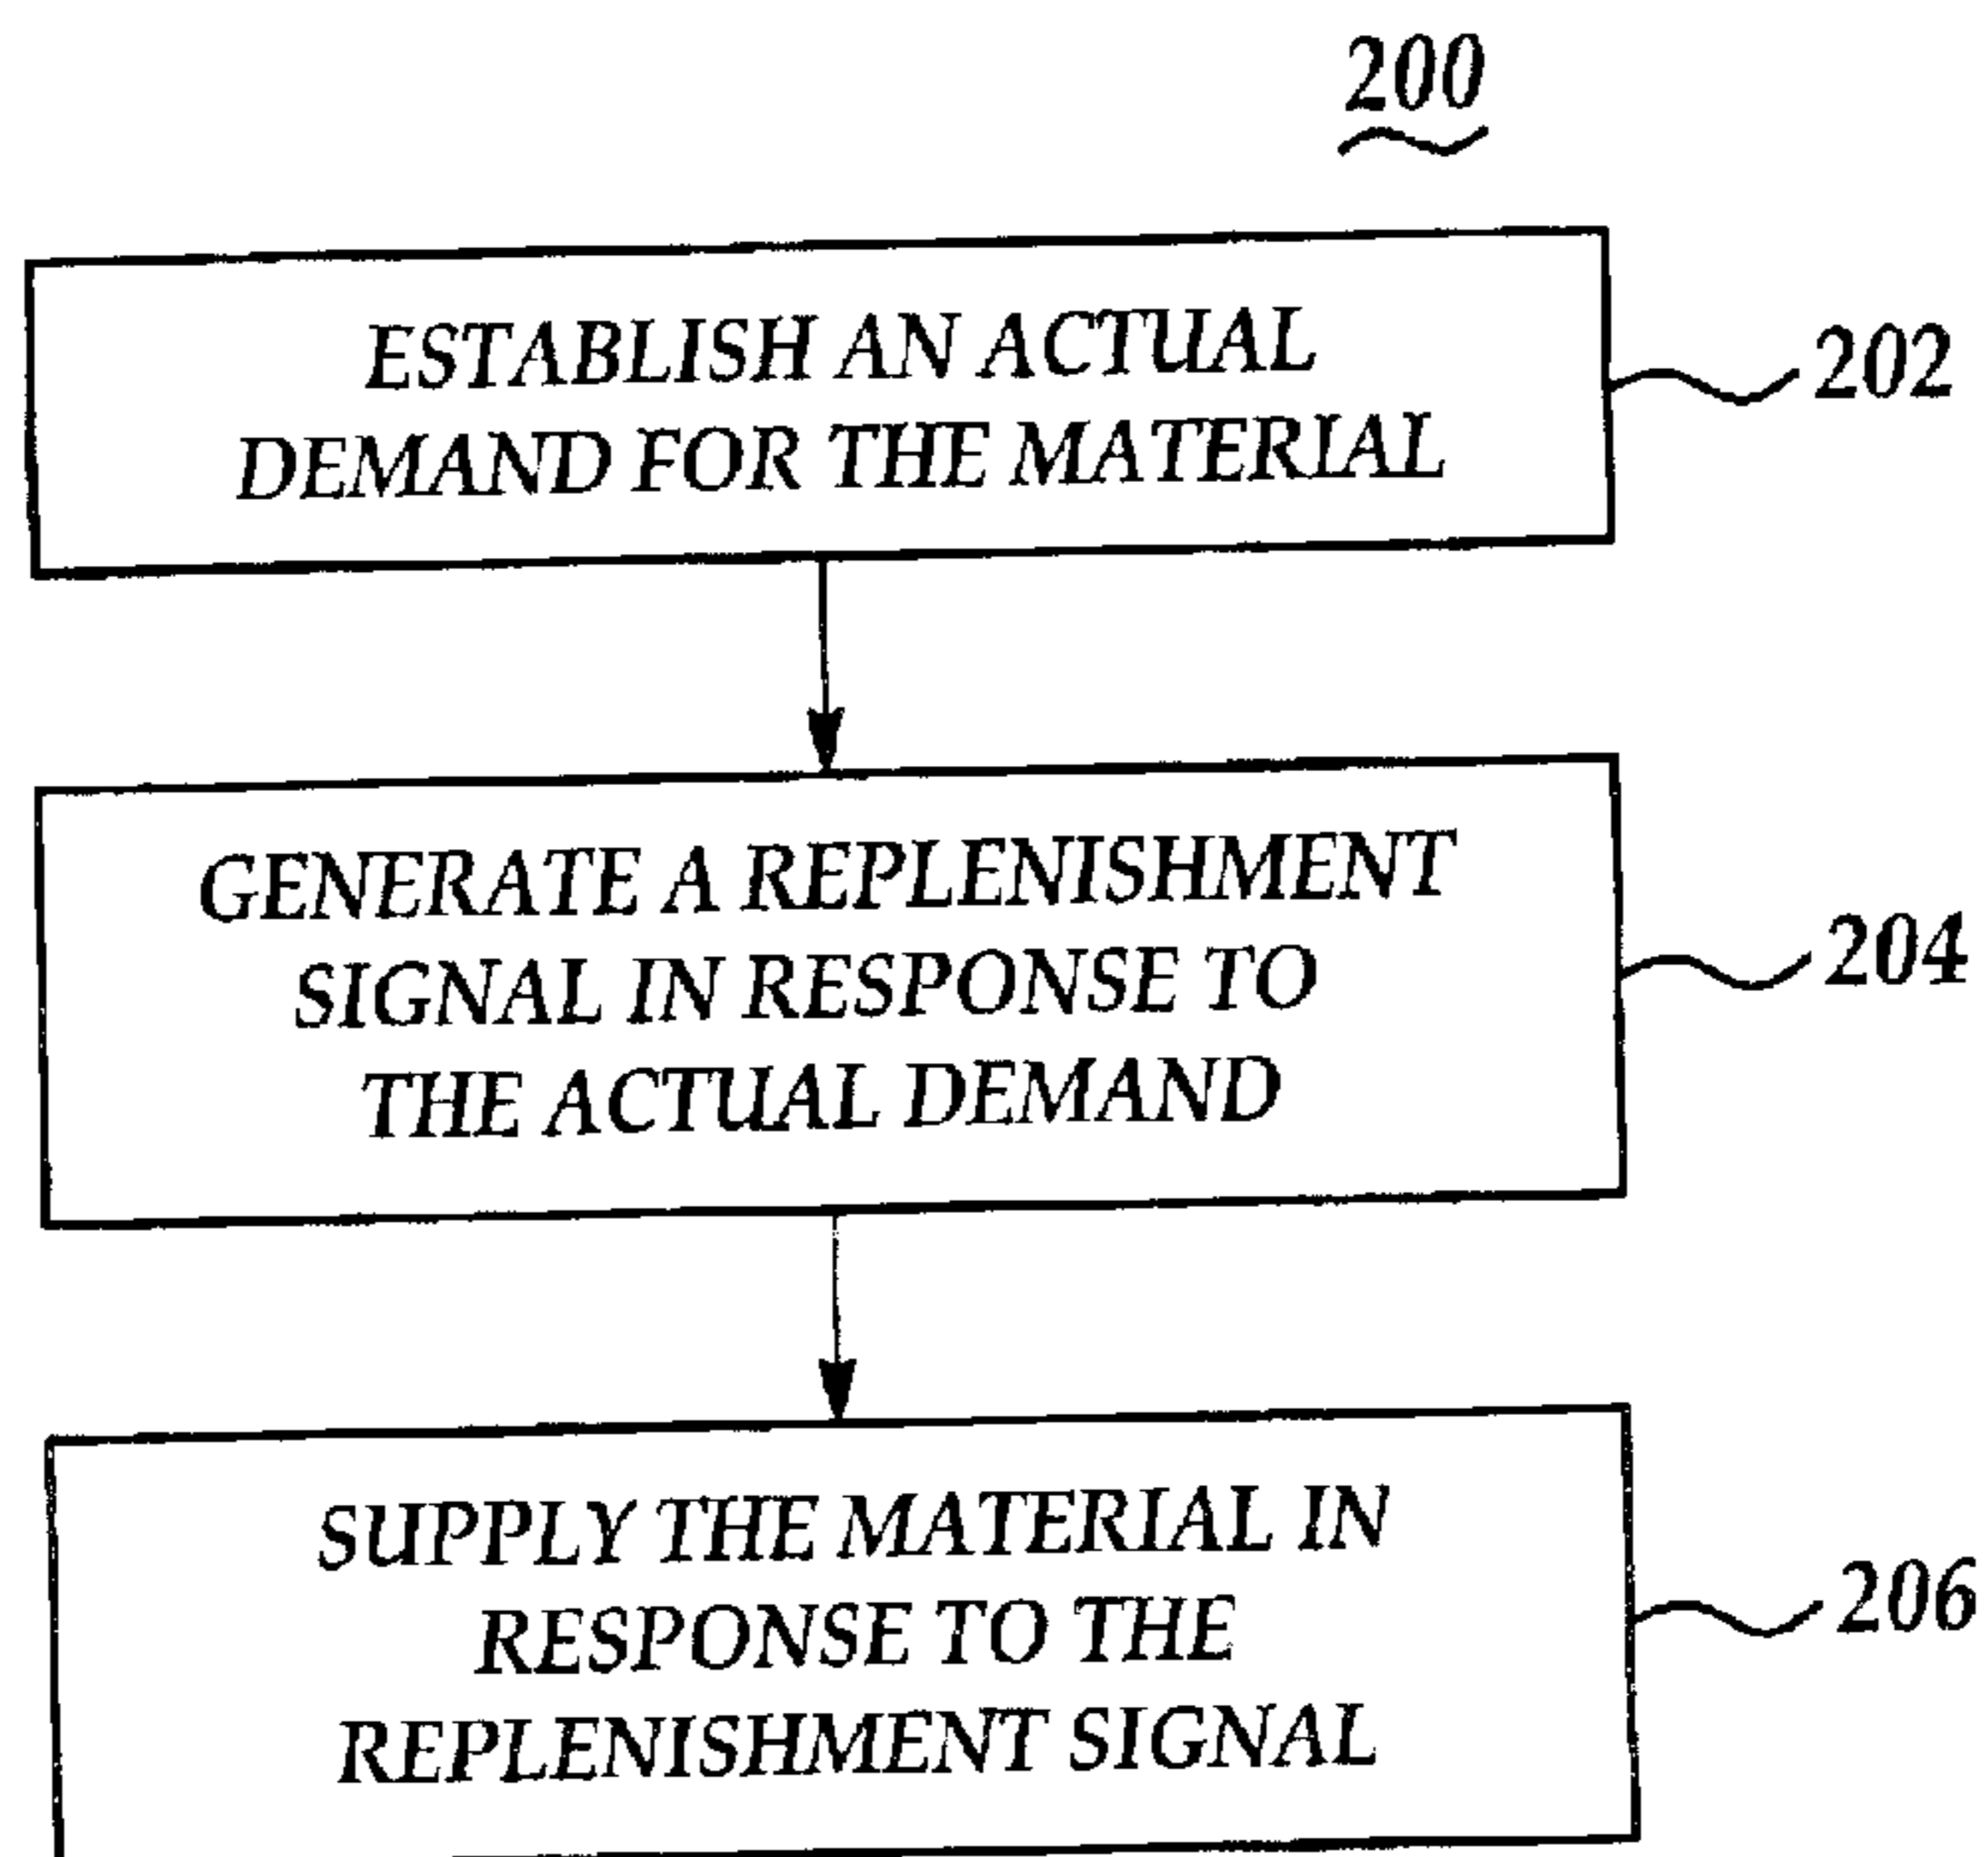 200
ESTABLISH AN ACTUAL
DEMAND FOR THE MATERIAL
202
GENERATE A REPLENISHMENT
SIGNAL IN RESPONSE TO
THE ACTUAL DEMAND
204
SUPPLY THE MATERIAL IN
RESPONSE TO THE
REPLENISHMENT SIGNAL
206